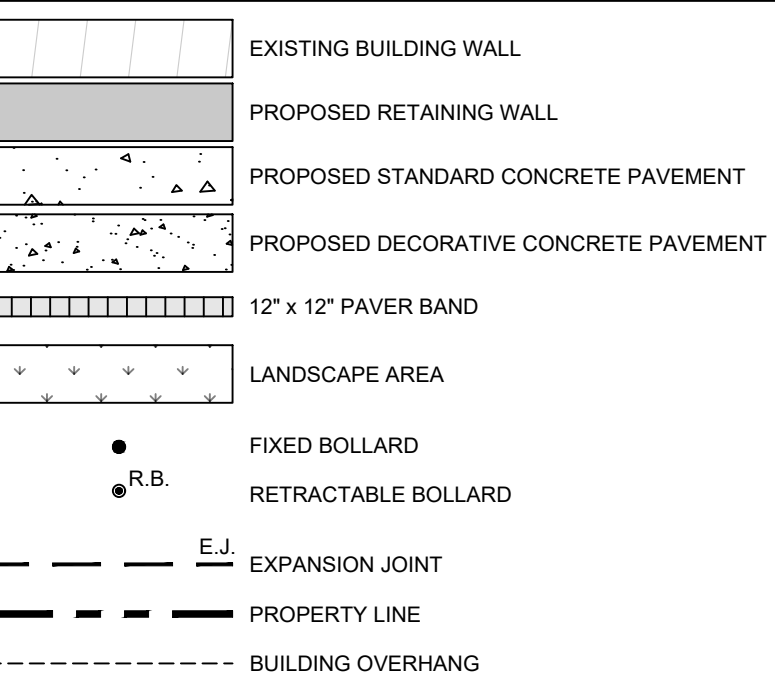 EXISTING BUILDING WALL
PROPOSED RETAINING WALL
PROPOSED STANDARD CONCRETE PAVEMENT
PROPOSED DECORATIVE CONCRETE PAVEMENT
12" x 12" PAVER BAND
LANDSCAPE AREA
FIXED BOLLARD
R.B.
RETRACTABLE BOLLARD
E.J.
EXPANSION JOINT
PROPERTY LINE
BUILDING OVERHANG